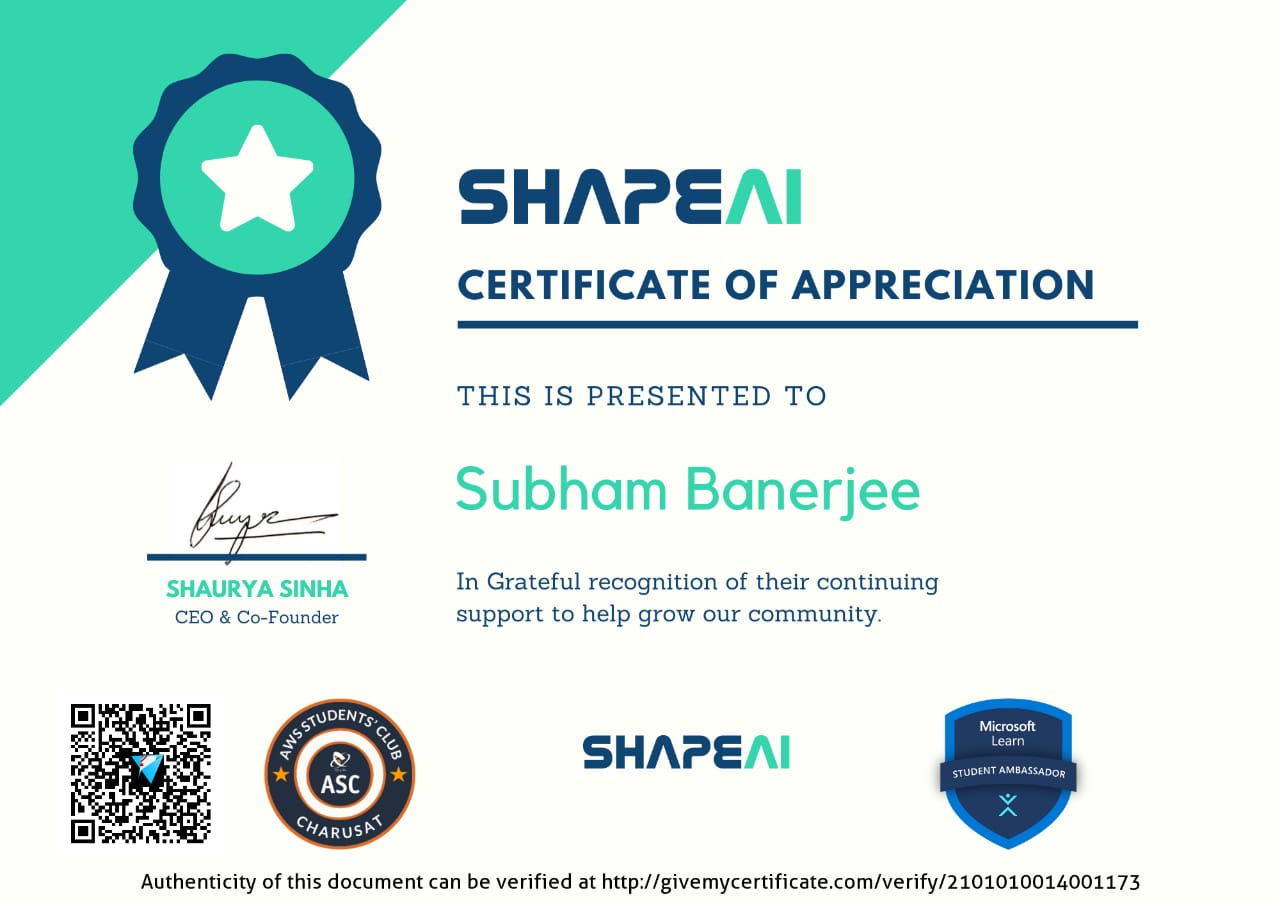 SHAPEAI
CERTIFICATE OF APPRECIATION
THIS IS PRESENTED TO
Subham Banerjee
In Grateful recognition of their continuing
support to help grow our community.
SHAURYA SINHA
CEO & Co-Founder
AWS STUDENTS' CLUB
ASC
CHARUSAT
SHAPEAI
Microsoft
Learn
STUDENT AMBASSADOR
Authenticity of this document can be verified at http://givemycertificate.com/verify/2101010014001173